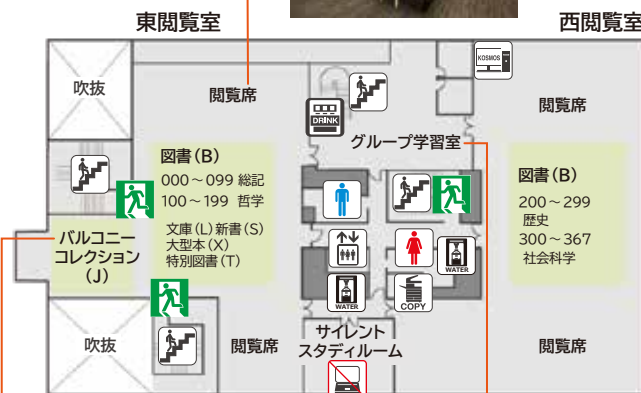 東閲覧室
西閲覧室
吹抜
閲覧席
KOSMOS
閲覧席
DRINK
グループ学習室
図書(B)
000～099 総記
100～199 哲学
文庫(L)新書(S)
大型本(X)
特別図書(T)
図書(B)
200～299
歴史
300～367
社会科学
バルコニー
コレクション
(J)
WATER
WATER
COPY
吹抜
閲覧席
サイレント
スタディルーム
閲覧席